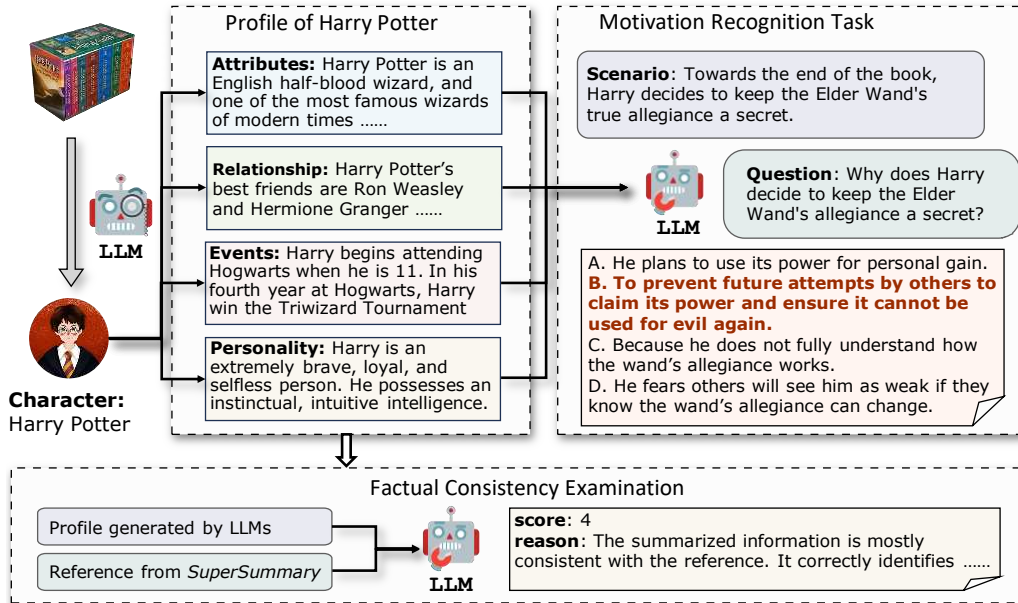 Profile of Harry Potter
Attributes: Harry Potter is an
English half-blood wizard, and
one of the most famous wizards
of modern times ......
Relationship: Harry Potter's
best friends are Ron Weasley
and Hermione Granger ......
Events: Harry begins attending
Hogwarts when he is 11. In his
fourth year at Hogwarts, Harry
win the Triwizard Tournament
Personality: Harry is an
extremely brave, loyal, and
selfless person. He possesses an
instinctual, intuitive intelligence.
LLM
Character:
Harry Potter
Motivation Recognition Task
Scenario: Towards the end of the book,
Harry decides to keep the Elder Wand's
true allegiance a secret.
LLM
Question: Why does Harry
decide to keep the Elder
Wand's allegiance a secret?
A. He plans to use its power for personal gain.
B. To prevent future attempts by others to
claim its power and ensure it cannot be
used for evil again.
C. Because he does not fully understand how
the wand's allegiance works.
D. He fears others will see him as weak if they
know the wand's allegiance can change.
Factual Consistency Examination
Profile generated by LLMs
Reference from SuperSummary
LLM
score: 4
reason: The summarized information is mostly
consistent with the reference. It correctly identifies ......